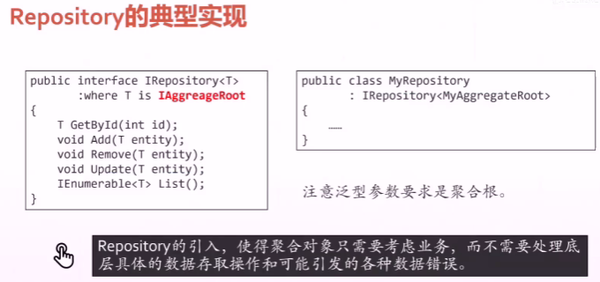 Repository的典型实现
public interface IRepository<T>
:where T is IAggreageRoot
{
T GetById(int id);
void Add(T entity);
void Remove(T entity);
void Update(T entity);
IEnumerable<T> List();
}
public class MyRepository
: IRepository<MyAggregateRoot>
{
……
}
注意泛型参数要求是聚合根。
Repository的引入，使得聚合对象只需要考虑业务，而不需要处理底
层具体的数据存取操作和可能引发的各种数据错误。